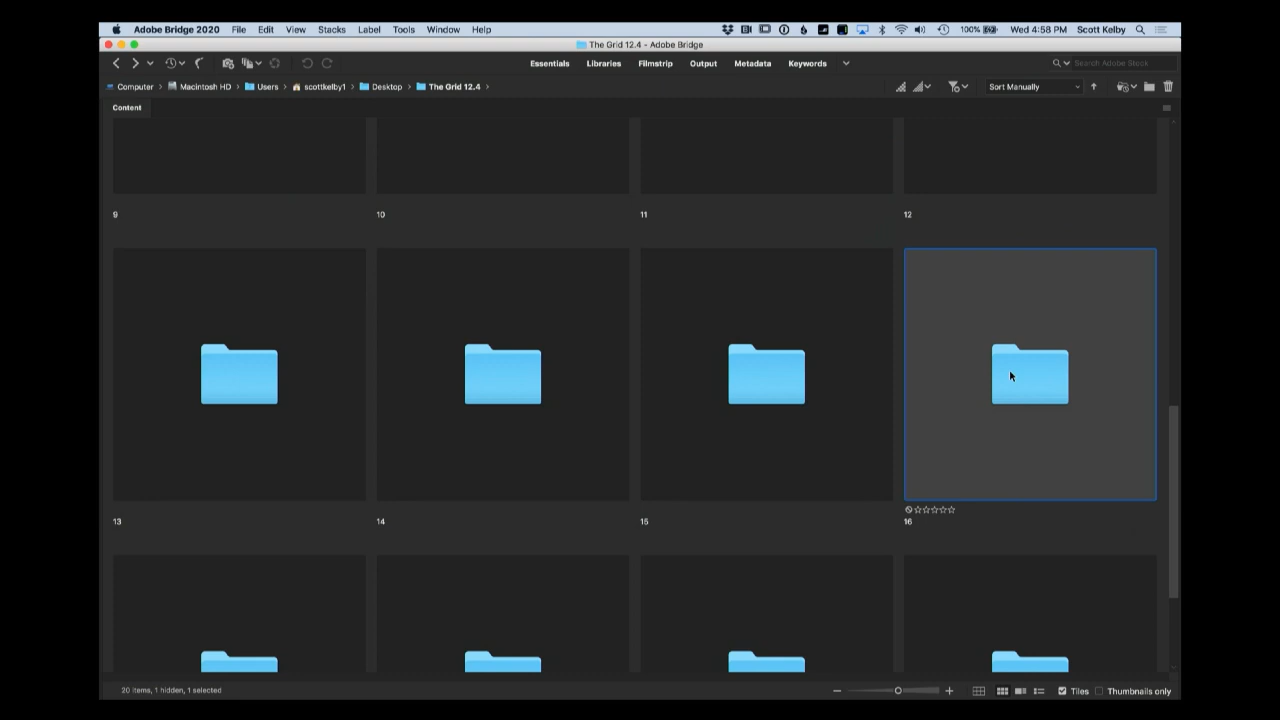 Adobe Bridge 2020 File Edit View Stacks Label Tools Window Help 100% Wed 4:58 PM Scott Kelby
The Grid 12.4 - Adobe Bridge
Essentials Libraries Filmstrip Output Metadata Keywords Search Adobe Stock
Computer Macintosh HD Users scottkelby1 Desktop The Grid 12.4 Sort Manually
Content
9 10 11 12
13 14 15 16
20 items, 1 hidden, 1 selected Tiles Thumbnails only